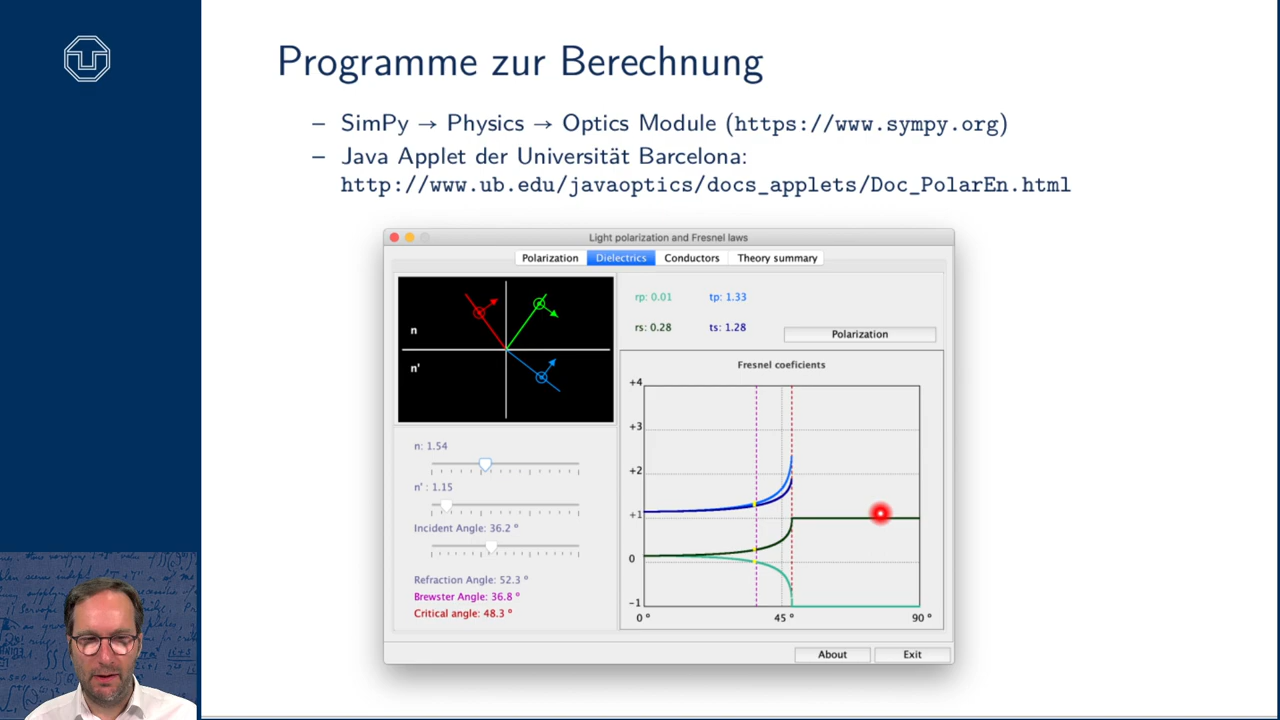 Programme zur Berechnung
– SimPy → Physics → Optics Module (https://www.sympy.org)
– Java Applet der Universität Barcelona:
http://www.ub.edu/javaoptics/docs_applets/Doc_PolarEn.html
Light polarization and Fresnel laws
Polarization Dielectrics Conductors Theory summary
n
n'
rp: 0.01 tp: 1.33
rs: 0.28 ts: 1.28
Polarization
Fresnel coeficients
+4
+3
+2
+1
0
-1
0 º 45 º 90 º
n: 1.54
n' : 1.15
Incident Angle: 36.2 º
Refraction Angle: 52.3 º
Brewster Angle: 36.8 º
Critical angle: 48.3 º
About Exit